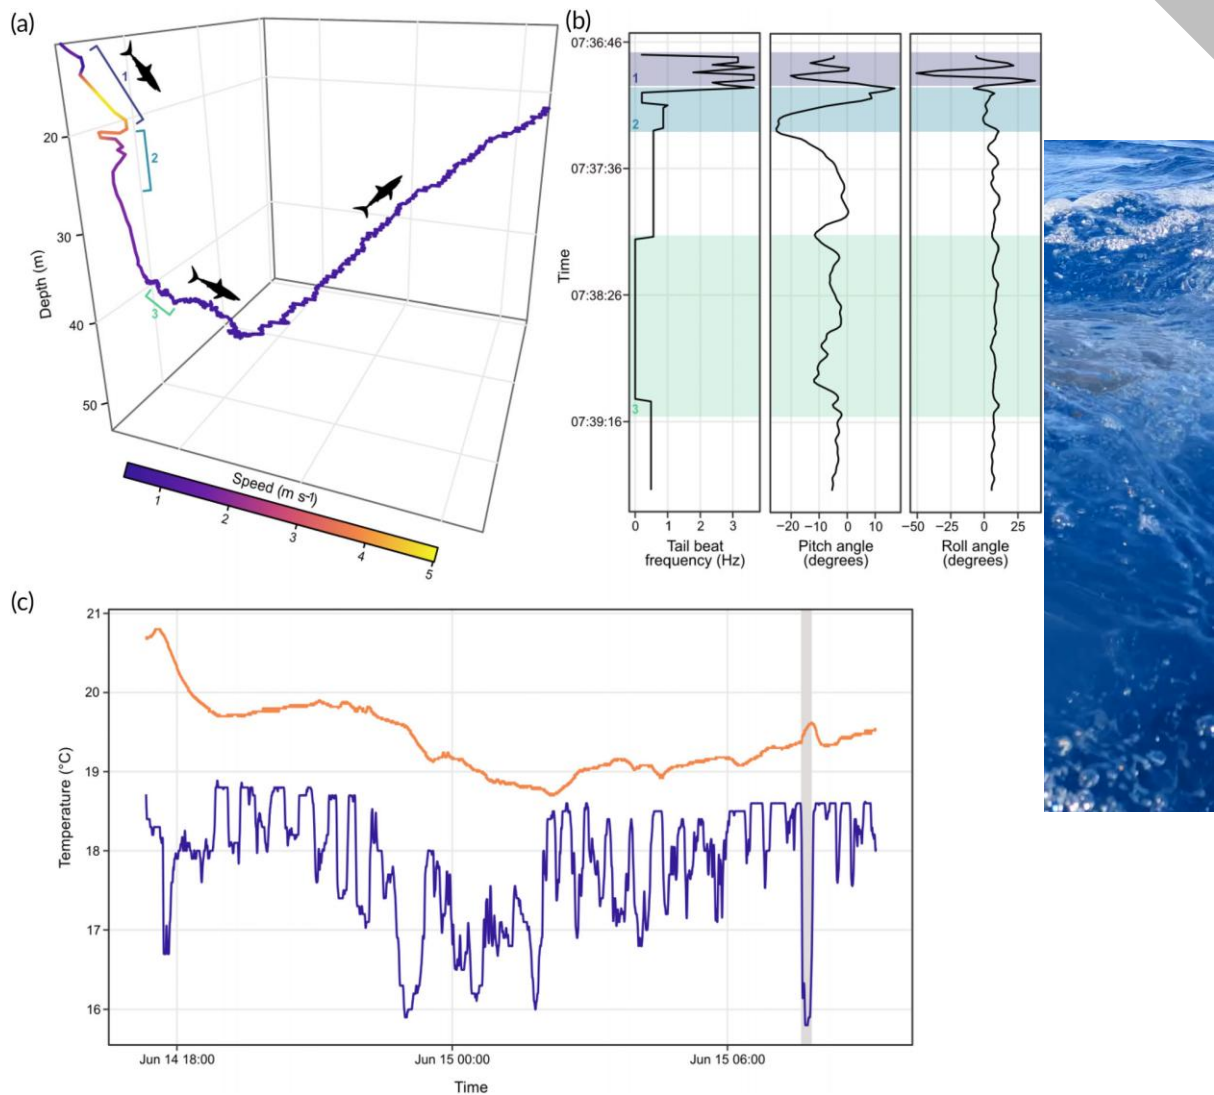 (a)
1
2
3
20
30
40
50
Depth (m)
Speed (m s-1)
1
2
3
4
5
(b)
07:36:46
07:37:36
07:38:26
07:39:16
Time
1
2
3
0 1 2 3
Tail beat
frequency (Hz)
−20 −10 0 10
Pitch angle
(degrees)
−50 −25 0 25
Roll angle
(degrees)
(c)
21
20
19
18
17
16
Temperature (°C)
Jun 14 18:00
Jun 15 00:00
Jun 15 06:00
Time